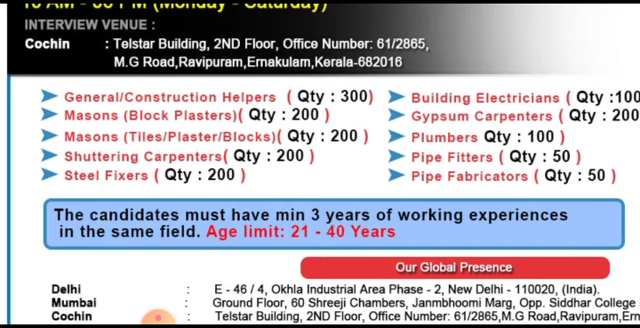 10 AM - 06 PM (Monday - Saturday)
INTERVIEW VENUE :
Cochin : Telstar Building, 2ND Floor, Office Number: 61/2865,
M.G Road,Ravipuram,Ernakulam,Kerala-682016
General/Construction Helpers ( Qty : 300)
Masons (Block Plasters)( Qty : 200 )
Masons (Tiles/Plaster/Blocks)( Qty : 200 )
Shuttering Carpenters( Qty : 200 )
Steel Fixers ( Qty : 200 )
Building Electricians ( Qty :100
Gypsum Carpenters ( Qty : 200
Plumbers Qty : 100 )
Pipe Fitters ( Qty : 50 )
Pipe Fabricators ( Qty : 50 )
The candidates must have min 3 years of working experiences
in the same field. Age limit: 21 - 40 Years
Our Global Presence
Delhi : E - 46 / 4, Okhla Industrial Area Phase - 2, New Delhi - 110020, (India).
Mumbai : Ground Floor, 60 Shreeji Chambers, Janmbhoomi Marg, Opp. Siddhar College
Cochin : Telstar Building, 2ND Floor, Office Number: 61/2865,M.G Road,Ravipuram,Ern